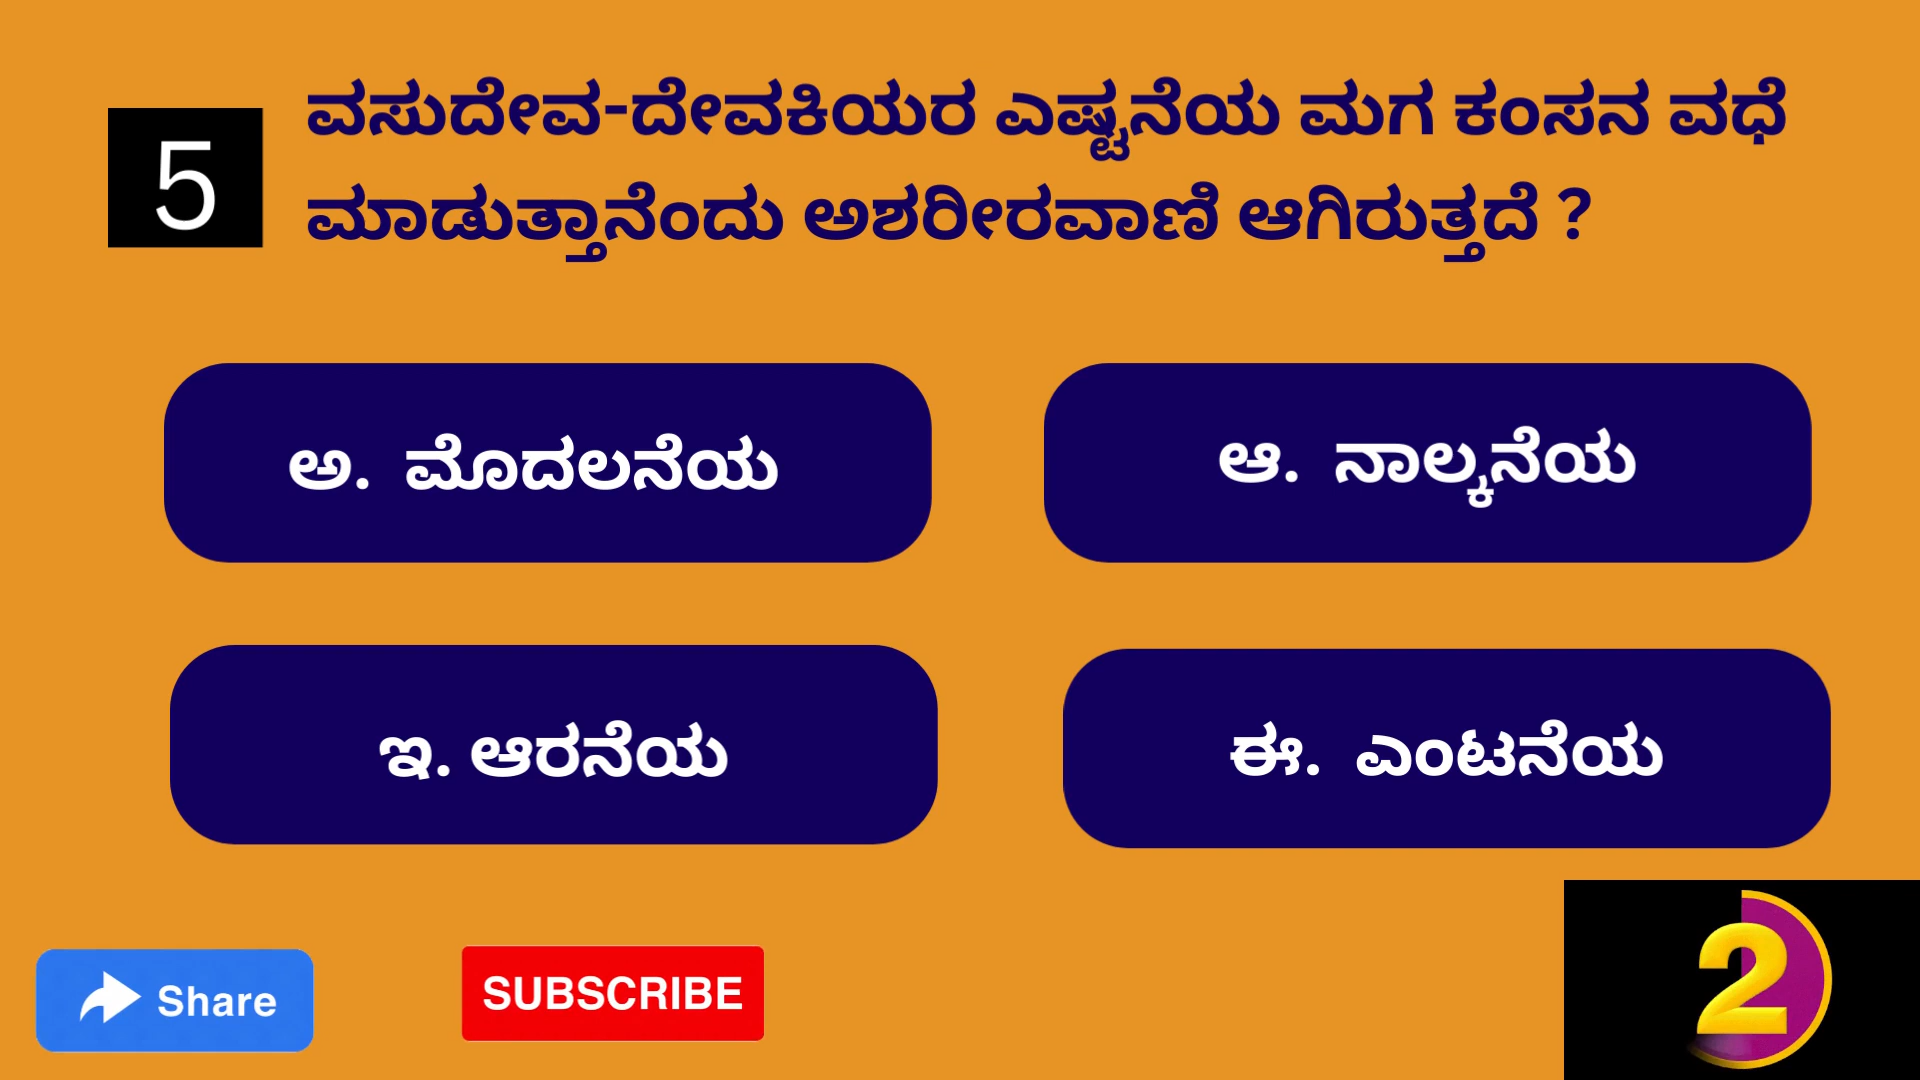 5
ವಸುದೇವ-ದೇವಕಿಯರ ಎಷ್ಟನೆಯ ಮಗ ಕಂಸನ ವಧೆ
ಮಾಡುತ್ತಾನೆಂದು ಅಶರೀರವಾಣಿ ಆಗಿರುತ್ತದೆ ?
ಅ. ಮೊದಲನೆಯ
ಆ. ನಾಲ್ಕನೆಯ
ಇ. ಆರನೆಯ
ಈ. ಎಂಟನೆಯ
Share
SUBSCRIBE
2